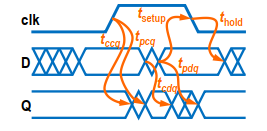 clk
t_setup
t_hold
t_ccq
t_pcq
D
t_pdq
t_cdq
Q